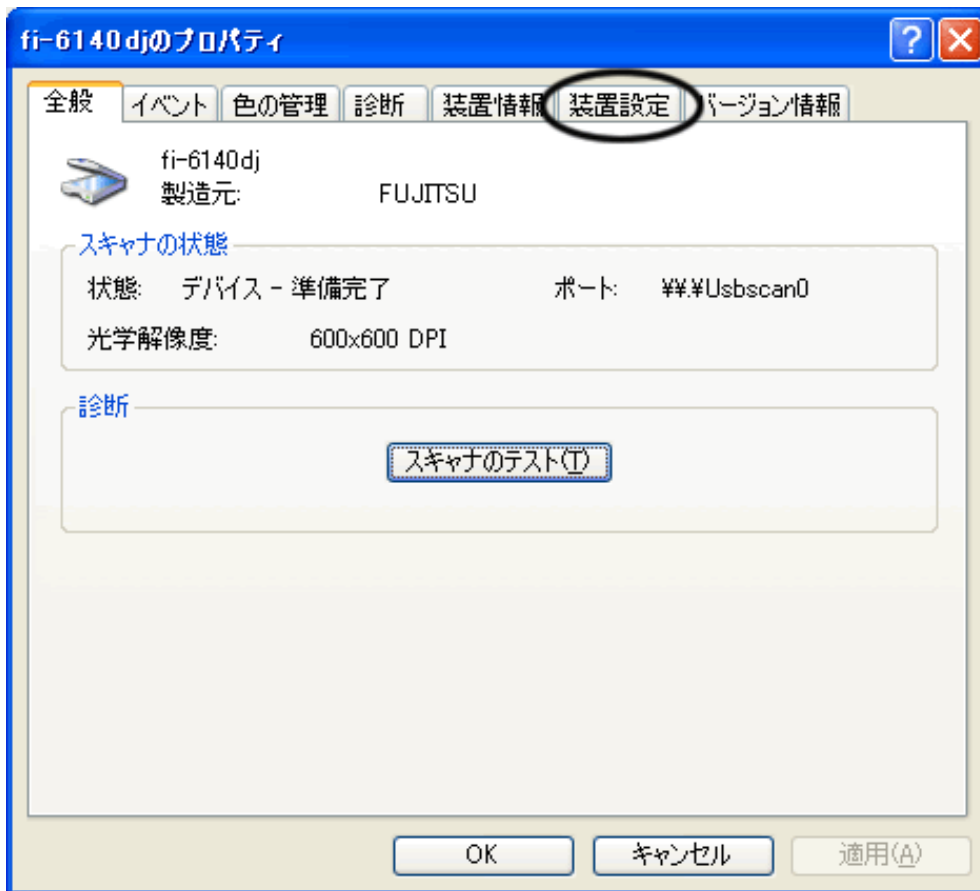 fi-6140djのプロパティ
全般 イベント 色の管理 診断 装置情報 装置設定 バージョン情報
fi-6140dj
製造元: FUJITSU
スキャナの状態
状態: デバイス - 準備完了 ポート: ¥¥.¥Usbscan0
光学解像度: 600x600 DPI
診断
スキャナのテスト(T)
OK キャンセル 適用(A)